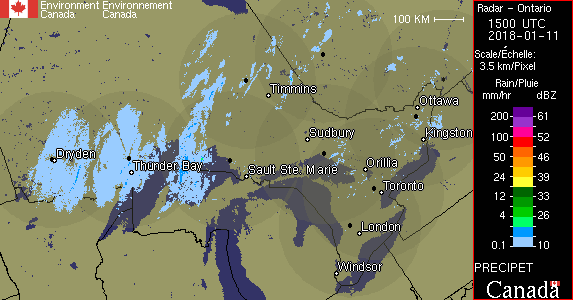 Environment Environnement
Canada Canada
100 KM
Timmins
Ottawa
Sudbury
Kingston
Dryden
Thunder Bay
Sault Ste. Marie
Orillia
Toronto
London
Windsor
Radar - Ontario
1500 UTC
2018-01-11
Scale/Échelle:
3.5 km/Pixel
Rain/Pluie
mm/hr dBZ
200 61
100 52
50 46
24 39
12 33
4 26
0.1 10
PRECIPET
Canada